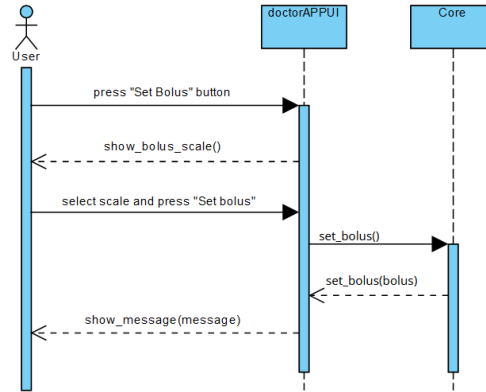 doctorAPPUI
Core
User
press "Set Bolus" button
show_bolus_scale()
select scale and press "Set bolus"
set_bolus()
set_bolus(bolus)
show_message(message)